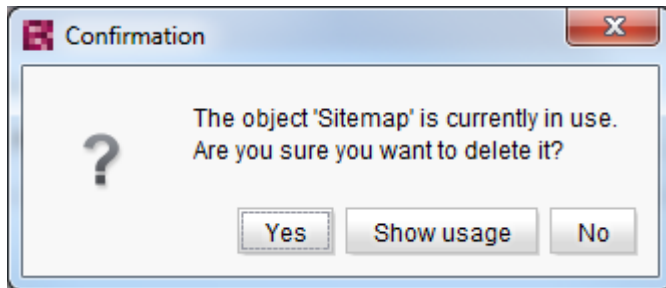 Confirmation
The object 'Sitemap' is currently in use.
Are you sure you want to delete it?
Yes
Show usage
No